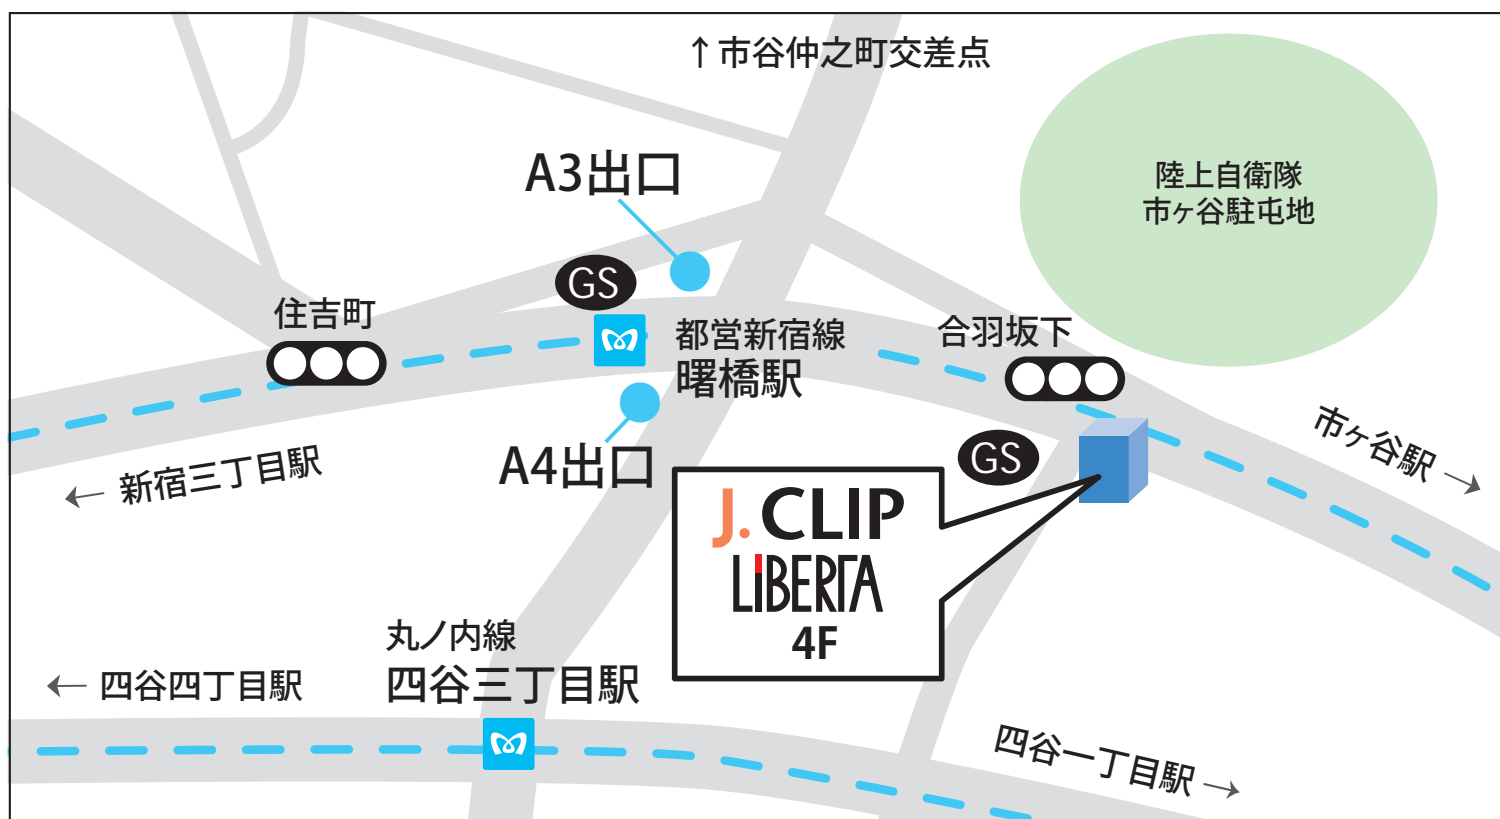 ↑市谷仲之町交差点
陸上自衛隊
市ヶ谷駐屯地
A3出口
GS
住吉町
都営新宿線
曙橋駅
合羽坂下
A4出口
GS
市ヶ谷駅 →
← 新宿三丁目駅
J. CLIP
LiBERTA
4F
丸ノ内線
四谷三丁目駅
← 四谷四丁目駅
四谷一丁目駅 →